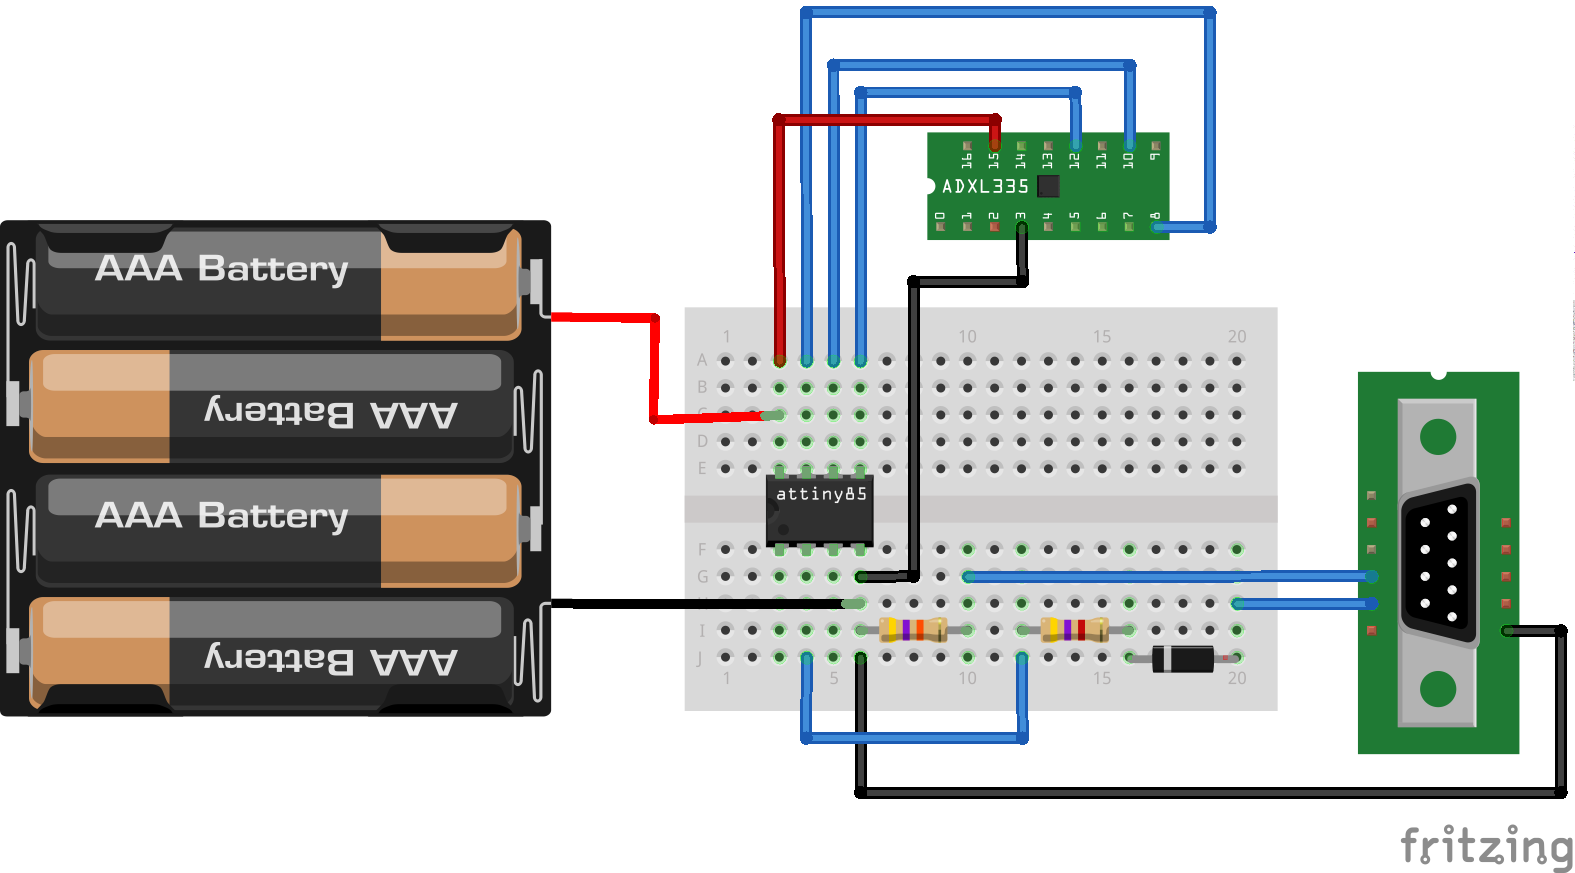 AAA Battery
AAA Battery
AAA Battery
AAA Battery
16 15 14 13 12 11 10 9
ADXL335
0 1 2 3 4 5 6 7 8
1 10 15 20
A
B
C
D
E
attiny85
F
G
H
I
J
1 5 10 15 20
fritzing